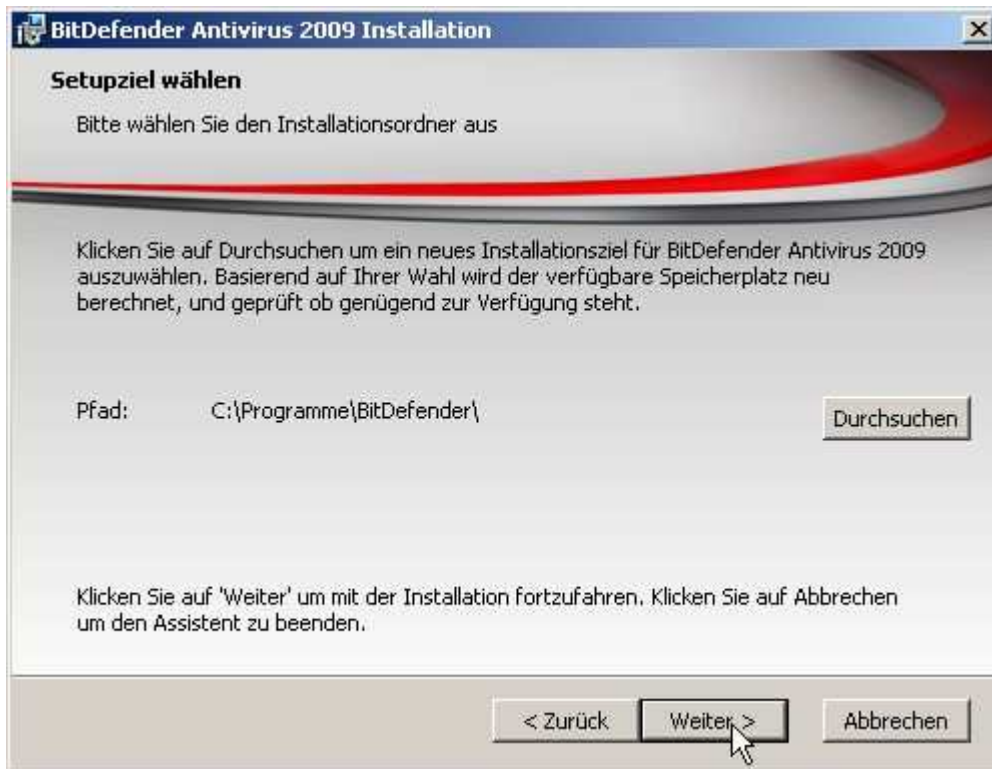 BitDefender Antivirus 2009 Installation
Setupziel wählen
Bitte wählen Sie den Installationsordner aus
Klicken Sie auf Durchsuchen um ein neues Installationsziel für BitDefender Antivirus 2009
auszuwählen. Basierend auf Ihrer Wahl wird der verfügbare Speicherplatz neu
berechnet, und geprüft ob genügend zur Verfügung steht.
Pfad: C:\Programme\BitDefender\
Durchsuchen
Klicken Sie auf 'Weiter' um mit der Installation fortzufahren. Klicken Sie auf Abbrechen
um den Assistent zu beenden.
< Zurück Weiter > Abbrechen